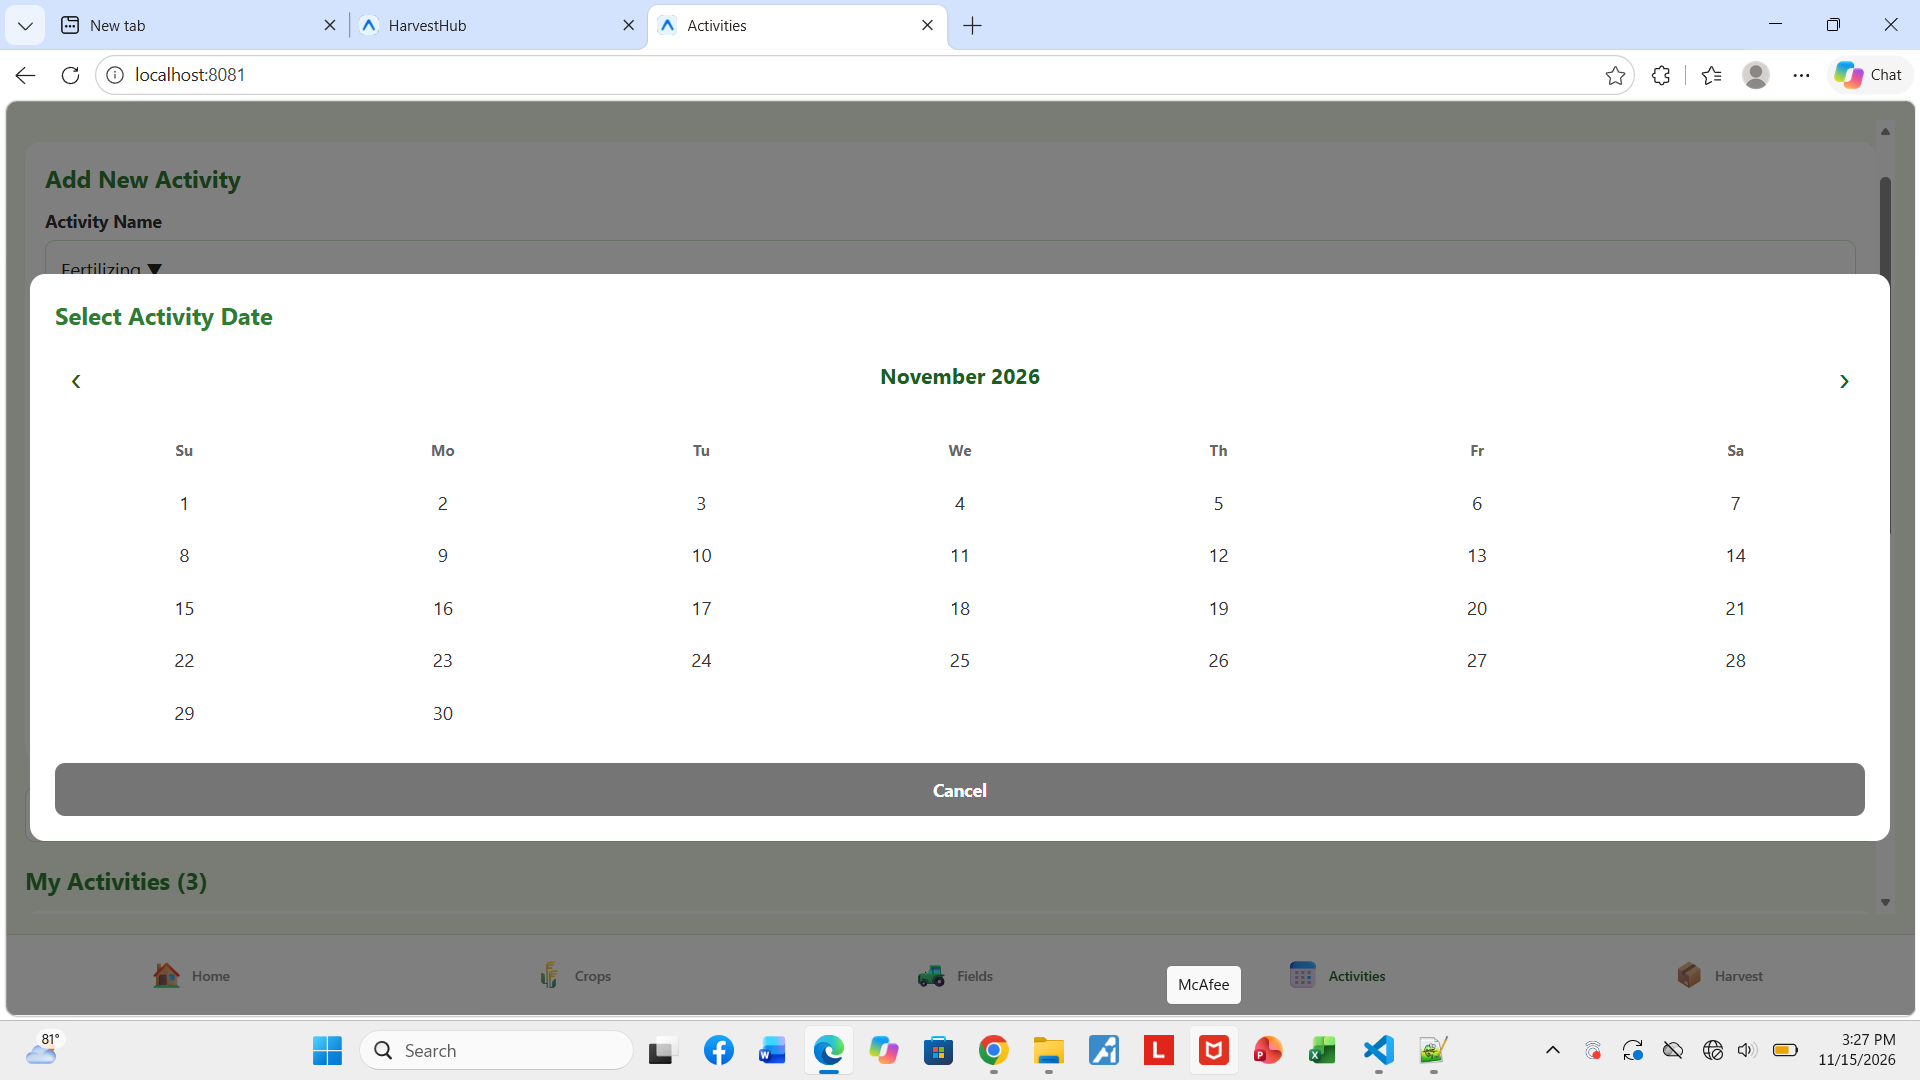 New tab
HarvestHub
Activities
localhost:8081
Chat
Add New Activity
Activity Name
Fertilizing ▼
Select Activity Date
‹ November 2026 ›
Su Mo Tu We Th Fr Sa
1 2 3 4 5 6 7
8 9 10 11 12 13 14
15 16 17 18 19 20 21
22 23 24 25 26 27 28
29 30
Cancel
My Activities (3)
Home Crops Fields Activities Harvest
McAfee
81°
Search
3:27 PM
11/15/2026